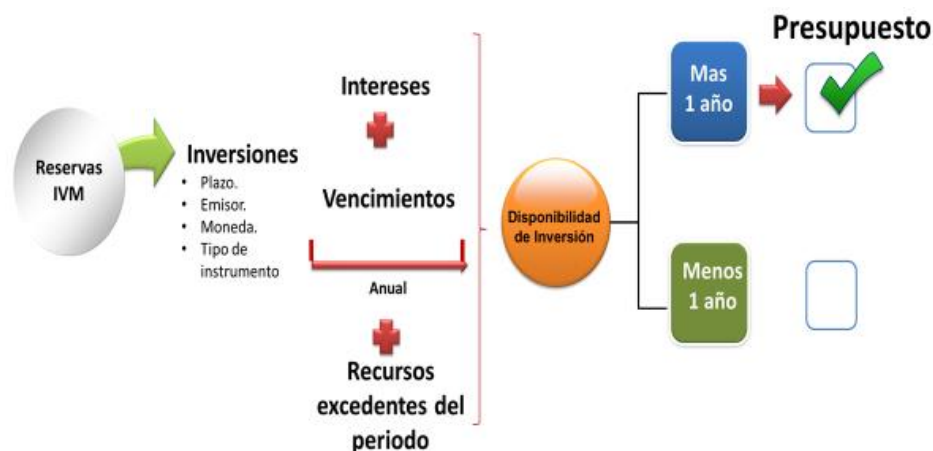 Reservas
IVM
Inversiones
• Plazo.
• Emisor.
• Moneda.
• Tipo de
instrumento
Intereses
Vencimientos
Anual
Recursos
excedentes del
periodo
Disponibilidad
de Inversión
Presupuesto
Mas
1 año
Menos
1 año